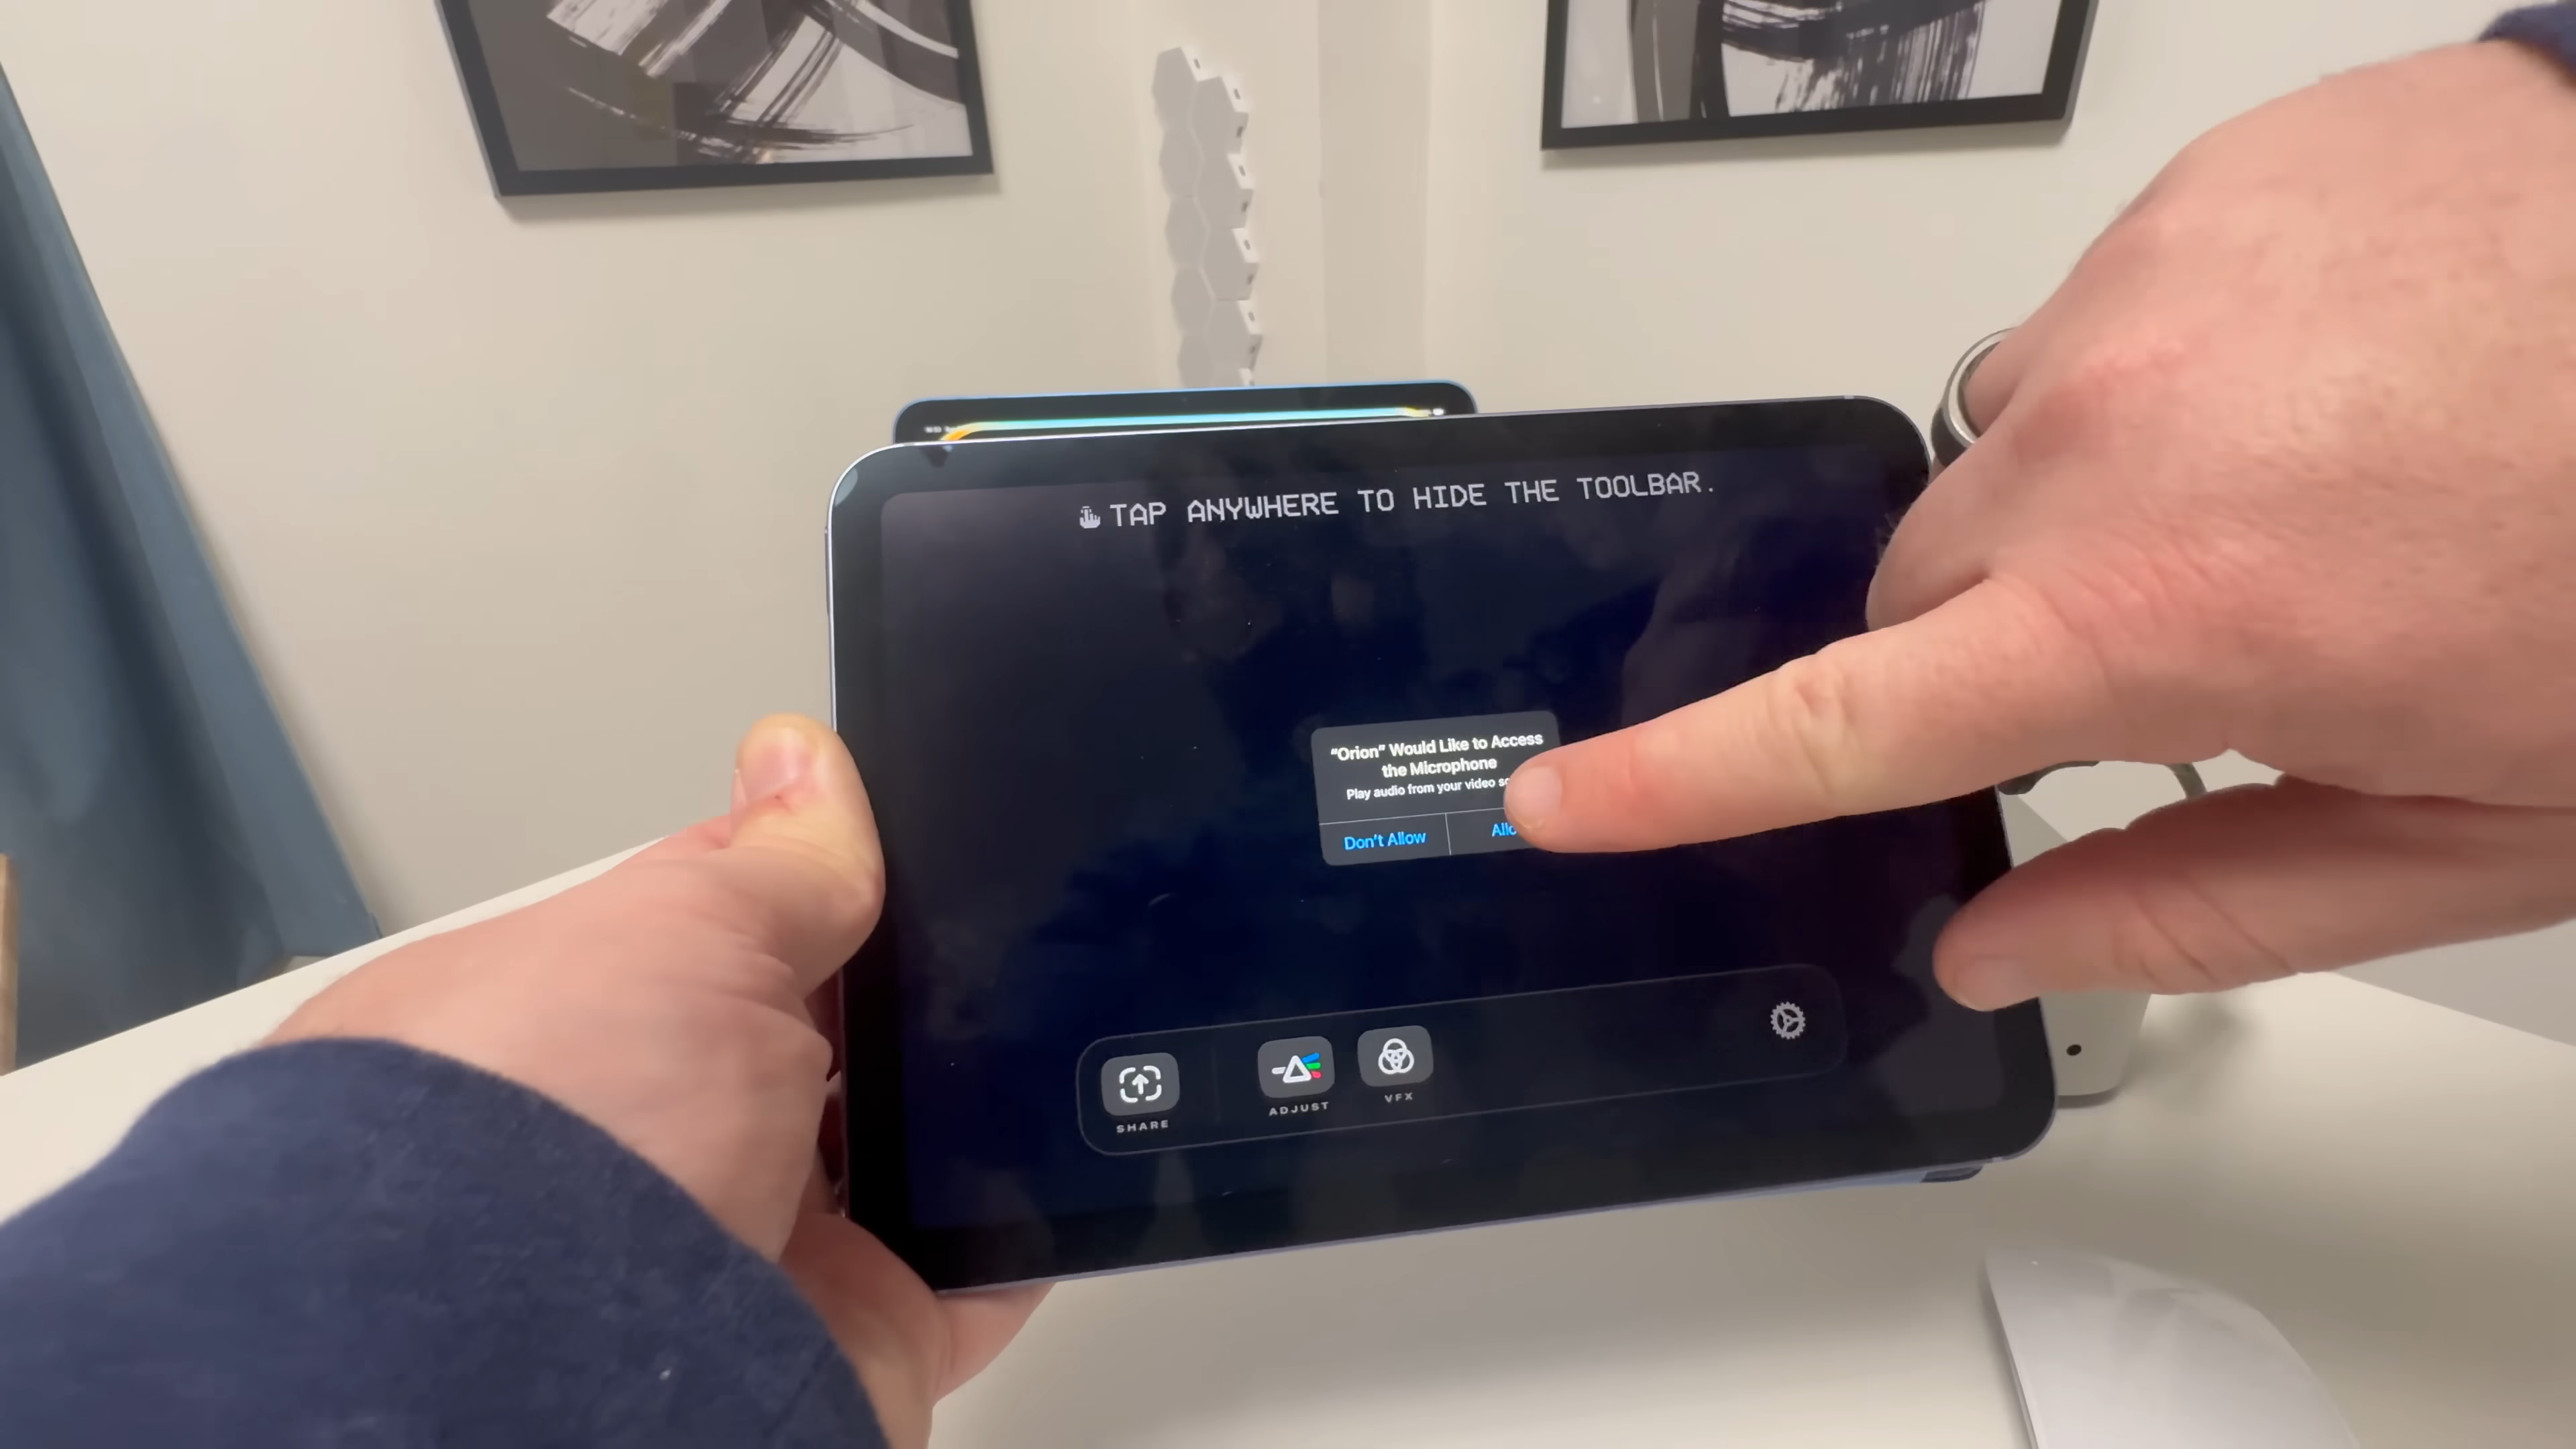 TAP ANYWHERE TO HIDE THE TOOLBAR.
“Orion” Would Like to Access
the Microphone
Play audio from your video
Don't Allow
SHARE
ADJUST
VFX